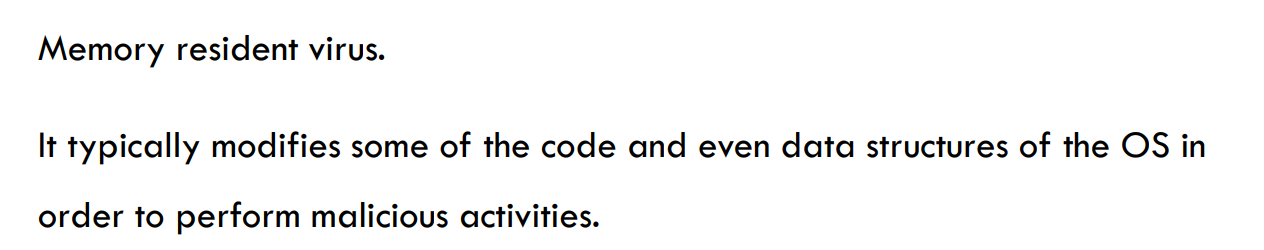 Memory resident virus.
It typically modifies some of the code and even data structures of the OS in
order to perform malicious activities.